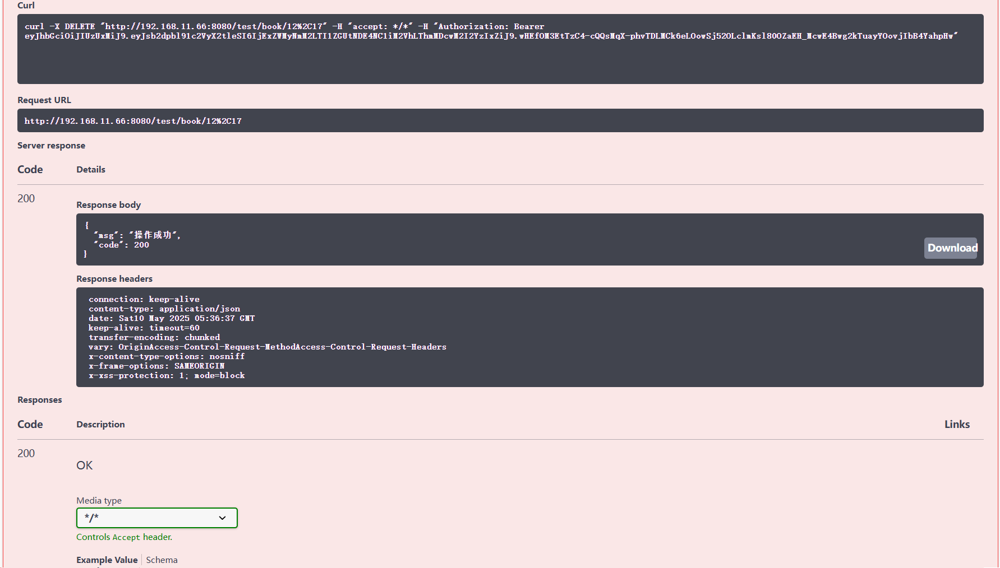 Curl
curl -X DELETE "http://192.168.11.66:8080/test/book/12%2C17" -H "accept: */*" -H "Authorization: Bearer
eyJhbGciOiJIUzUxMiJ9.eyJsb2dpbl91c2VyX2tleSI6IjExZWMyNmM2LTI1ZGUtNDE4NC1iM2VhLThmMDcwM2I2YzIxZiJ9.wHEfOM3EtTzC4-cQQsMqX-phvTDLMCk6eLOowSj52OLclmKsl80OZaEH_McwE4Bwg2kTuayYOovjIbB4YahpHw"
Request URL
http://192.168.11.66:8080/test/book/12%2C17
Server response
Code Details
200
Response body
{
"msg": "操作成功",
"code": 200
}
Download
Response headers
connection: keep-alive
content-type: application/json
date: Sat10 May 2025 05:36:37 GMT
keep-alive: timeout=60
transfer-encoding: chunked
vary: OriginAccess-Control-Request-MethodAccess-Control-Request-Headers
x-content-type-options: nosniff
x-frame-options: SAMEORIGIN
x-xss-protection: 1; mode=block
Responses
Code Description Links
200
OK
Media type
*/*
Controls Accept header.
Example Value Schema